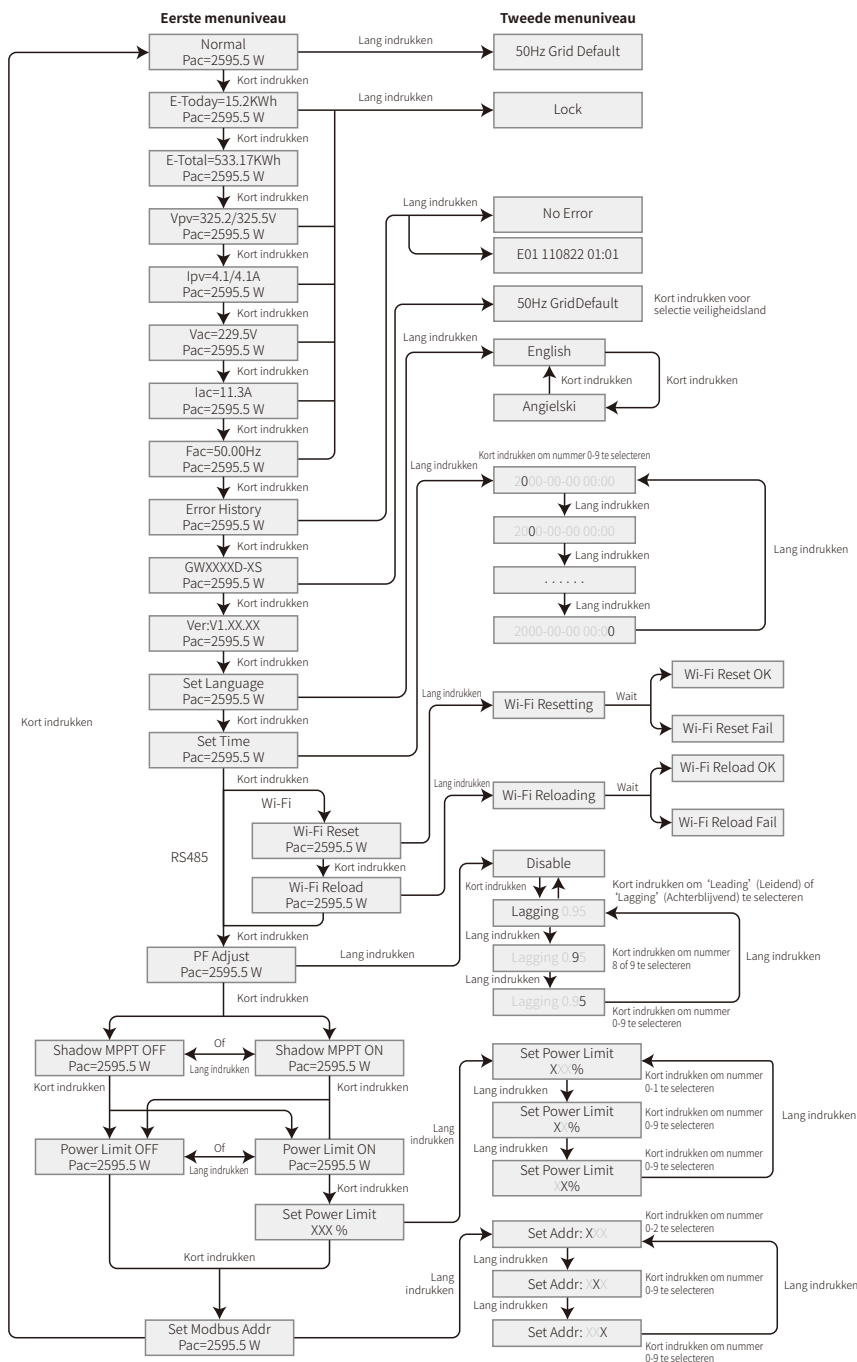 Eerste menuniveau
Normal
Pac=2595.5 W
Kort indrukken
E-Today=15.2KWh
Pac=2595.5 W
Kort indrukken
E-Total=533.17KWh
Pac=2595.5 W
Kort indrukken
Vpv=325.2/325.5V
Pac=2595.5 W
Kort indrukken
Ipv=4.1/4.1A
Pac=2595.5 W
Kort indrukken
Vac=229.5V
Pac=2595.5 W
Kort indrukken
Iac=11.3A
Pac=2595.5 W
Kort indrukken
Fac=50.00Hz
Pac=2595.5 W
Kort indrukken
Error History
Pac=2595.5 W
Kort indrukken
GWXXXXD-XS
Pac=2595.5 W
Kort indrukken
Ver:V1.XX.XX
Pac=2595.5 W
Kort indrukken
Set Language
Pac=2595.5 W
Kort indrukken
Kort indrukken
Set Time
Pac=2595.5 W
Kort indrukken
Wi-Fi
Wi-Fi Reset
Pac=2595.5 W
RS485
Kort indrukken
Wi-Fi Reload
Pac=2595.5 W
Kort indrukken
PF Adjust
Pac=2595.5 W
Kort indrukken
Shadow MPPT OFF
Pac=2595.5 W
Of
Lang indrukken
Shadow MPPT ON
Pac=2595.5 W
Kort indrukken
Kort indrukken
Power Limit OFF
Pac=2595.5 W
Of
Lang indrukken
Power Limit ON
Pac=2595.5 W
Kort indrukken
Set Power Limit
XXX %
Kort indrukken
Set Modbus Addr
Pac=2595.5 W
Tweede menuniveau
Lang indrukken
50Hz Grid Default
Lang indrukken
Lock
Lang indrukken
No Error
E01 110822 01:01
50Hz GridDefault
Kort indrukken voor
selectie veiligheidsland
Lang indrukken
English
Kort indrukken
Kort indrukken
Angielski
Kort indrukken om nummer 0-9 te selecteren
Lang indrukken
2000-00-00 00:00
Lang indrukken
2000-00-00 00:00
Lang indrukken
Lang indrukken
. . . . . .
Lang indrukken
2000-00-00 00:00
Lang indrukken
Wi-Fi Resetting
Wait
Wi-Fi Reset OK
Wi-Fi Reset Fail
Lang indrukken
Wi-Fi Reloading
Wait
Wi-Fi Reload OK
Wi-Fi Reload Fail
Lang indrukken
Disable
Kort indrukken
Kort indrukken om ‘Leading’ (Leidend) of
‘Lagging’ (Achterblijvend) te selecteren
Lagging 0.95
Lang indrukken
Lagging 0.95
Kort indrukken om nummer
8 of 9 te selecteren
Lang indrukken
Lang indrukken
Lagging 0.95
Kort indrukken om nummer
0-9 te selecteren
Lang
indrukken
Set Power Limit
XXX%
Kort indrukken om nummer
0-1 te selecteren
Lang indrukken
Set Power Limit
XX%
Kort indrukken om nummer
0-9 te selecteren
Lang indrukken
Lang indrukken
Set Power Limit
XX%
Kort indrukken om nummer
0-9 te selecteren
Lang
indrukken
Set Addr: XXX
Kort indrukken om nummer
0-2 te selecteren
Lang indrukken
Set Addr: XXX
Kort indrukken om nummer
0-9 te selecteren
Lang indrukken
Lang indrukken
Set Addr: XXX
Kort indrukken om nummer
0-9 te selecteren